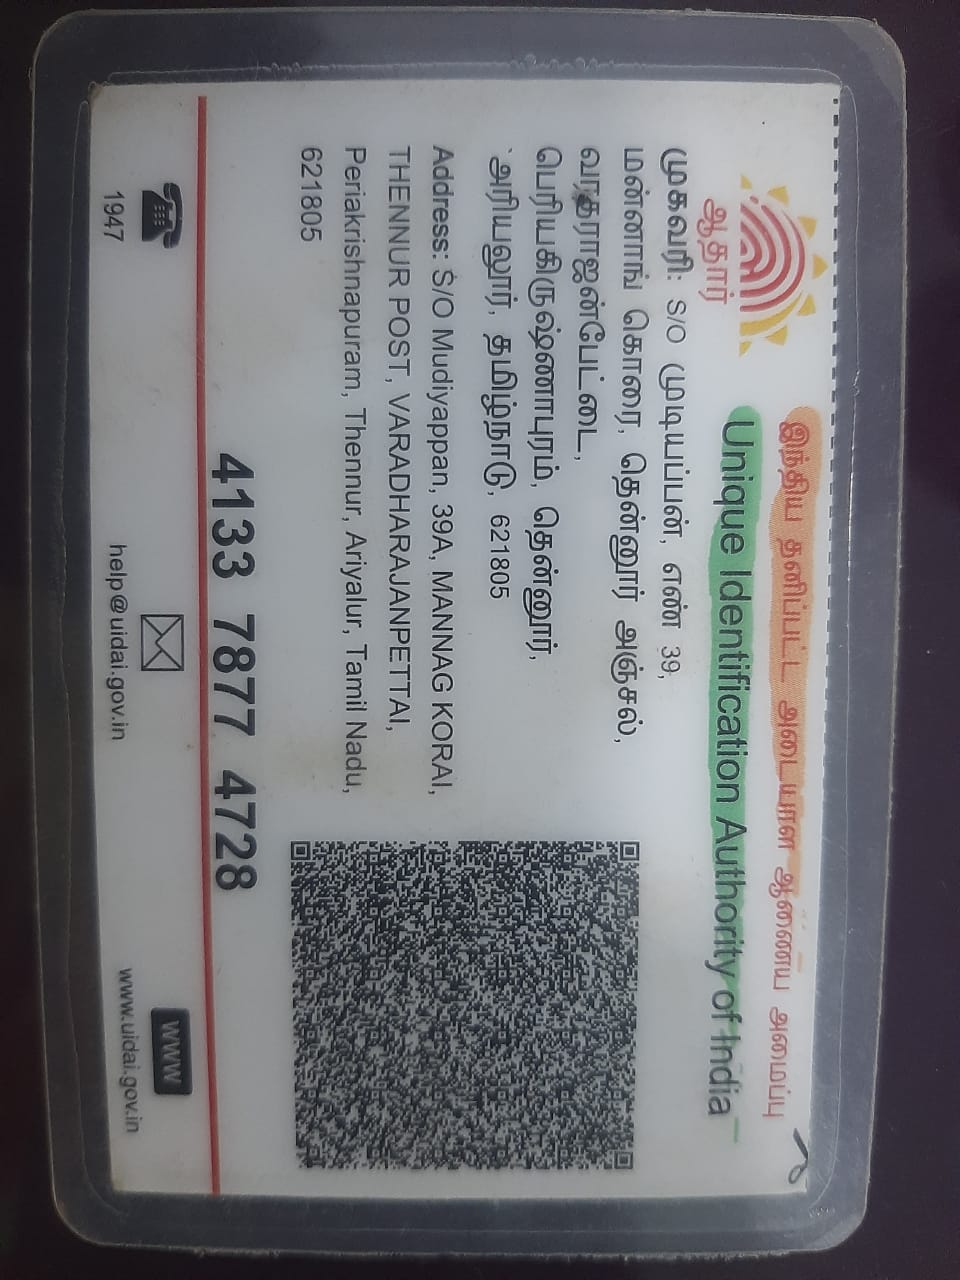 ஆதார்
இந்திய தனிப்பட்ட அடையாள ஆணைய அமைப்பு
Unique Identification Authority of India
முகவரி: S/O முடியப்பன், எண் 39,
மன்னாங் கொரை, தென்னூர் அஞ்சல்,
வரதராஜன்பேட்டை,
பெரியகிருஷ்ணாபுரம், தென்னூர்,
அரியலூர், தமிழ்நாடு, 621805
Address: S/O Mudiyappan, 39A, MANNAG KORAI,
THENNUR POST, VARADHARAJANPETTAI,
Periakrishnapuram, Thennur, Ariyalur, Tamil Nadu,
621805
4133 7877 4728
1947
help@uidai.gov.in
WWW
www.uidai.gov.in